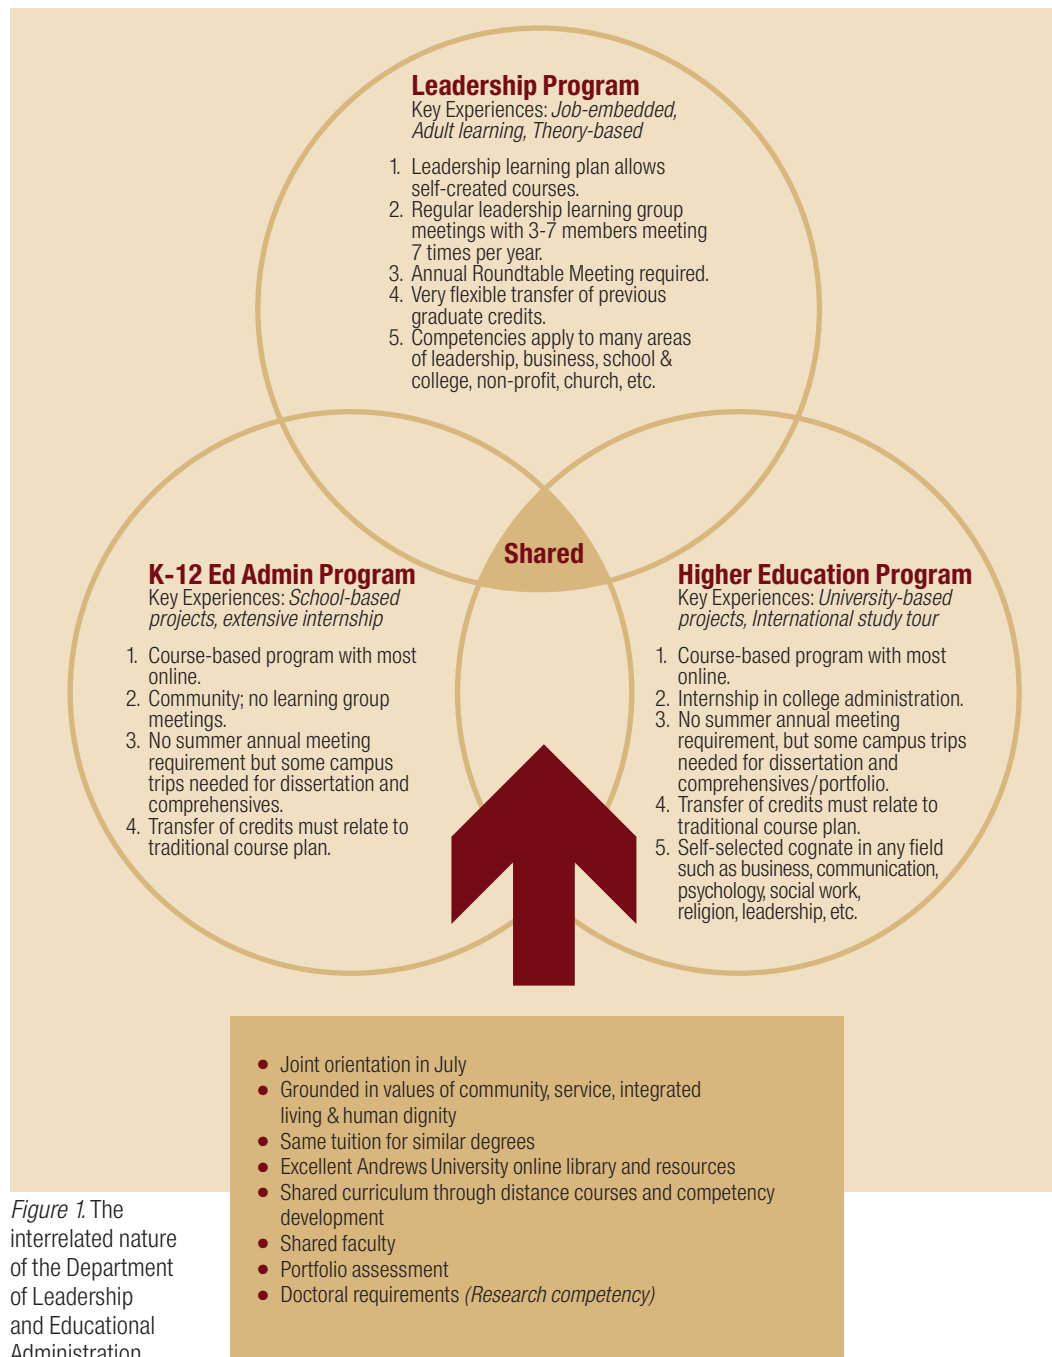 Leadership Program
Key Experiences: Job-embedded,
Adult learning, Theory-based
1. Leadership learning plan allows
self-created courses.
2. Regular leadership learning group
meetings with 3-7 members meeting
7 times per year.
3. Annual Roundtable Meeting required.
4. Very flexible transfer of previous
graduate credits.
5. Competencies apply to many areas
of leadership, business, school &
college, non-profit, church, etc.
Shared
K-12 Ed Admin Program
Key Experiences: School-based
projects, extensive internship
1. Course-based program with most
online.
2. Community; no learning group
meetings.
3. No summer annual meeting
requirement but some campus
trips needed for dissertation and
comprehensives.
4. Transfer of credits must relate to
traditional course plan.
Higher Education Program
Key Experiences: University-based
projects, International study tour
1. Course-based program with most
online.
2. Internship in college administration.
3. No summer annual meeting
requirement, but some campus trips
needed for dissertation and
comprehensives/portfolio.
4. Transfer of credits must relate to
traditional course plan.
5. Self-selected cognate in any field
such as business, communication,
psychology, social work,
religion, leadership, etc.
• Joint orientation in July
• Grounded in values of community, service, integrated
living & human dignity
• Same tuition for similar degrees
• Excellent Andrews University online library and resources
• Shared curriculum through distance courses and competency
development
• Shared faculty
• Portfolio assessment
• Doctoral requirements (Research competency)
Figure 1. The
interrelated nature
of the Department
of Leadership
and Educational
Administration